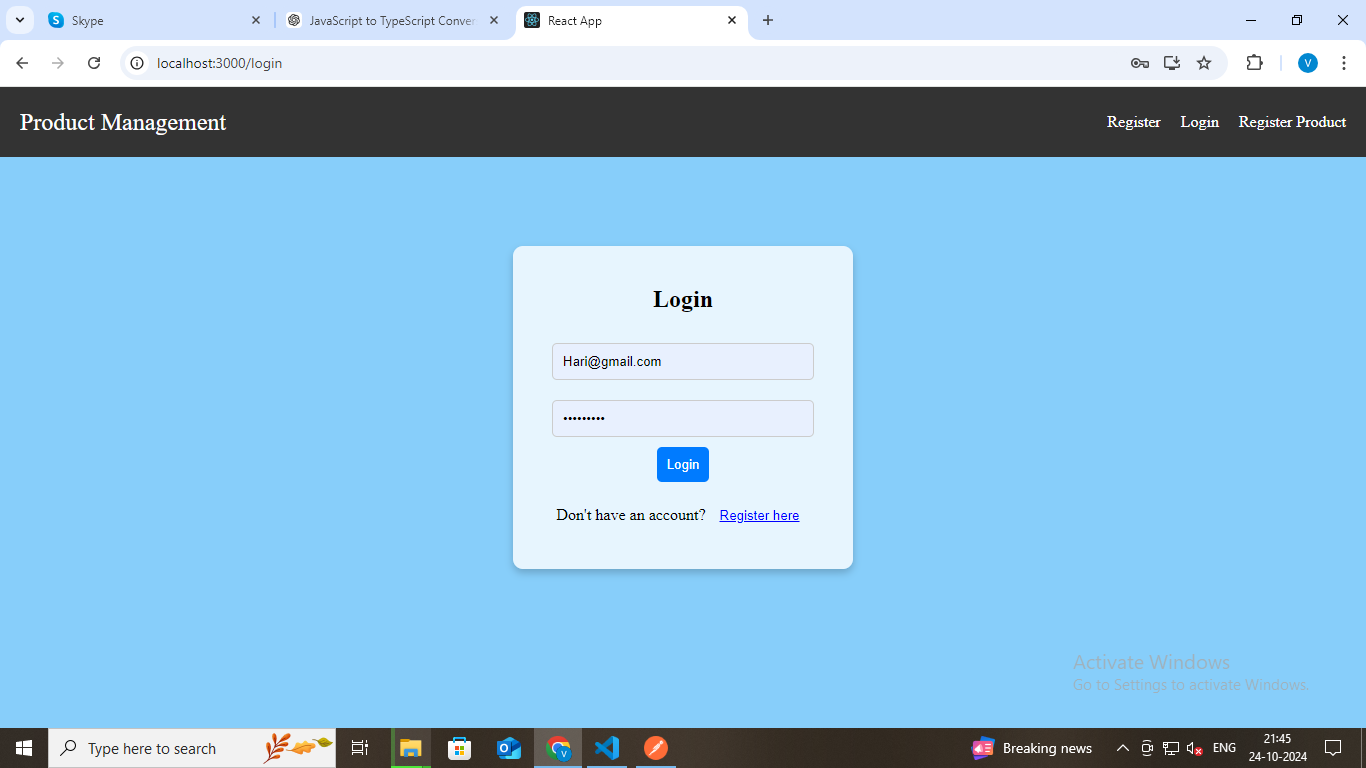 Skype
JavaScript to TypeScript Conver
React App
localhost:3000/login
V
Product Management
Register
Login
Register Product
Login
Hari@gmail.com
•••••••••
Login
Don't have an account? Register here
Activate Windows
Go to Settings to activate Windows.
Type here to search
Breaking news
ENG
21:45
24-10-2024